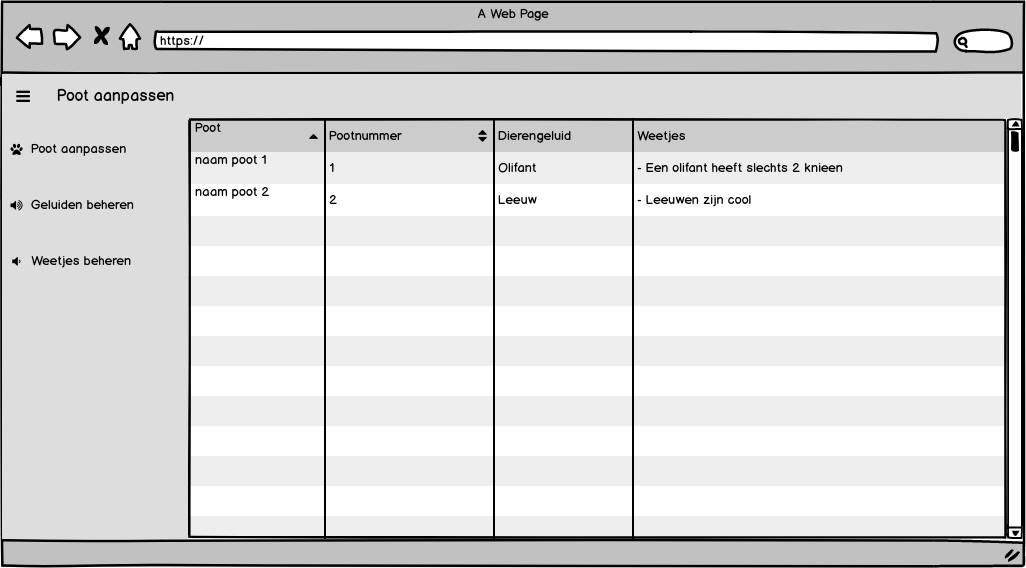 A Web Page
https://
Poot aanpassen
Poot aanpassen
Geluiden beheren
Weetjes beheren
Poot Pootnummer Dierengeluid Weetjes
naam poot 1 1 Olifant - Een olifant heeft slechts 2 knieen
naam poot 2 2 Leeuw - Leeuwen zijn cool